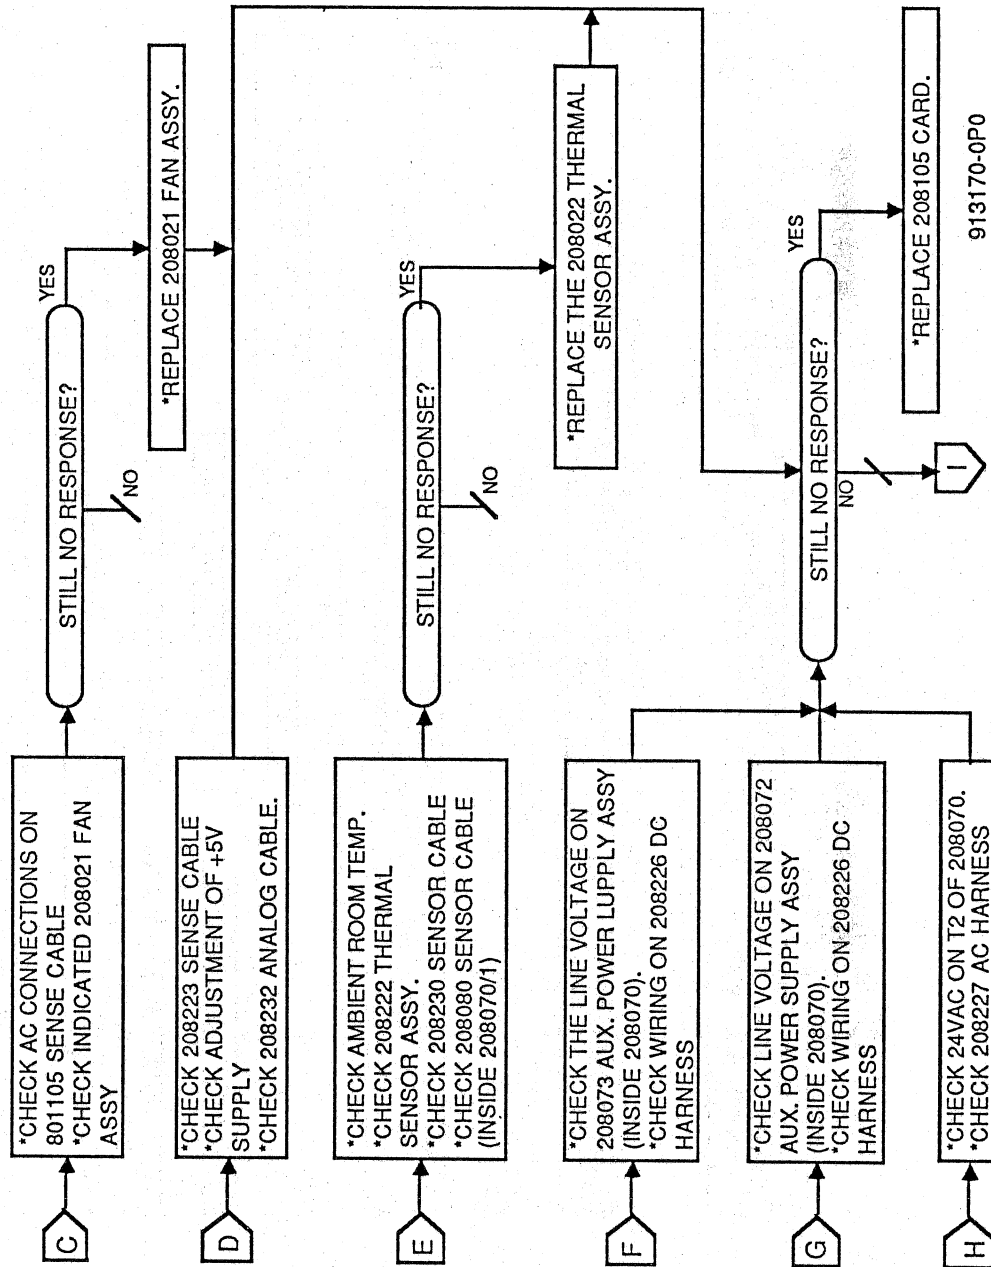 C
*CHECK AC CONNECTIONS ON
801105 SENSE CABLE
*CHECK INDICATED 208021 FAN
ASSY
STILL NO RESPONSE?
YES
NO
*REPLACE 208021 FAN ASSY.
D
*CHECK 208223 SENSE CABLE
*CHECK ADJUSTMENT OF +5V
SUPPLY
*CHECK 208232 ANALOG CABLE.
E
*CHECK AMBIENT ROOM TEMP.
*CHECK 208222 THERMAL
SENSOR ASSY.
*CHECK 208230 SENSOR CABLE
*CHECK 208080 SENSOR CABLE
(INSIDE 208070/1)
STILL NO RESPONSE?
YES
NO
*REPLACE THE 208022 THERMAL
SENSOR ASSY.
F
*CHECK THE LINE VOLTAGE ON
208073 AUX. POWER LUPPLY ASSY
(INSIDE 208070).
*CHECK WIRING ON 208226 DC
HARNESS
G
*CHECK LINE VOLTAGE ON 208072
AUX. POWER SUPPLY ASSY
(INSIDE 208070).
*CHECK WIRING ON 208226 DC
HARNESS
STILL NO RESPONSE?
YES
NO
*REPLACE 208105 CARD.
H
*CHECK 24VAC ON T2 OF 208070.
*CHECK 208227 AC HARNESS
I
913170-0P0